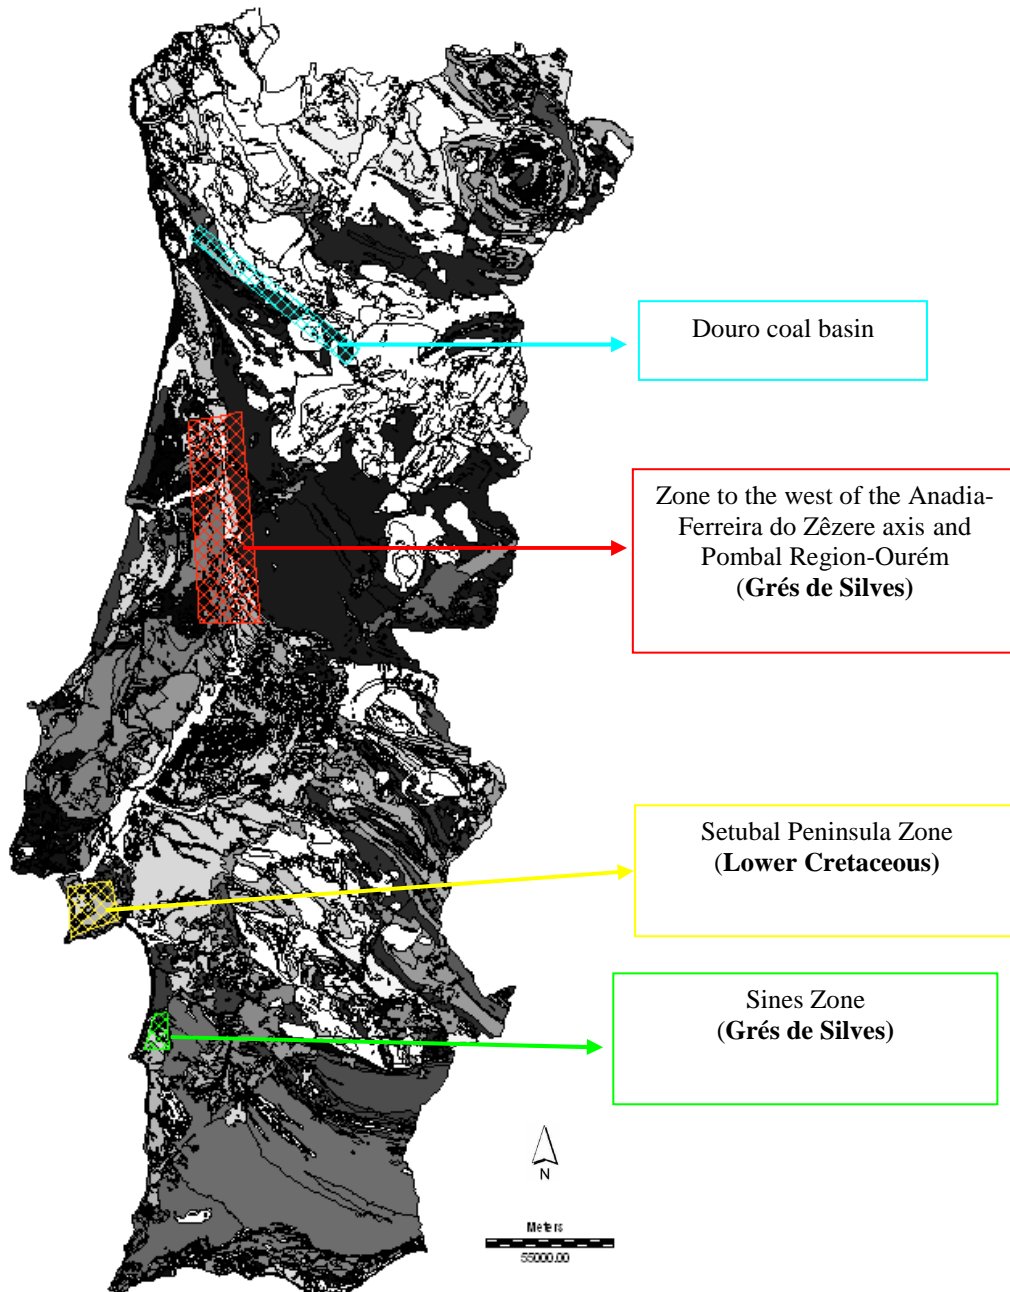 Douro coal basin
Zone to the west of the Anadia-
Ferreira do Zêzere axis and
Pombal Region-Ourém
(Grés de Silves)
Setubal Peninsula Zone
(Lower Cretaceous)
Sines Zone
(Grés de Silves)
N
Meters
55000.00